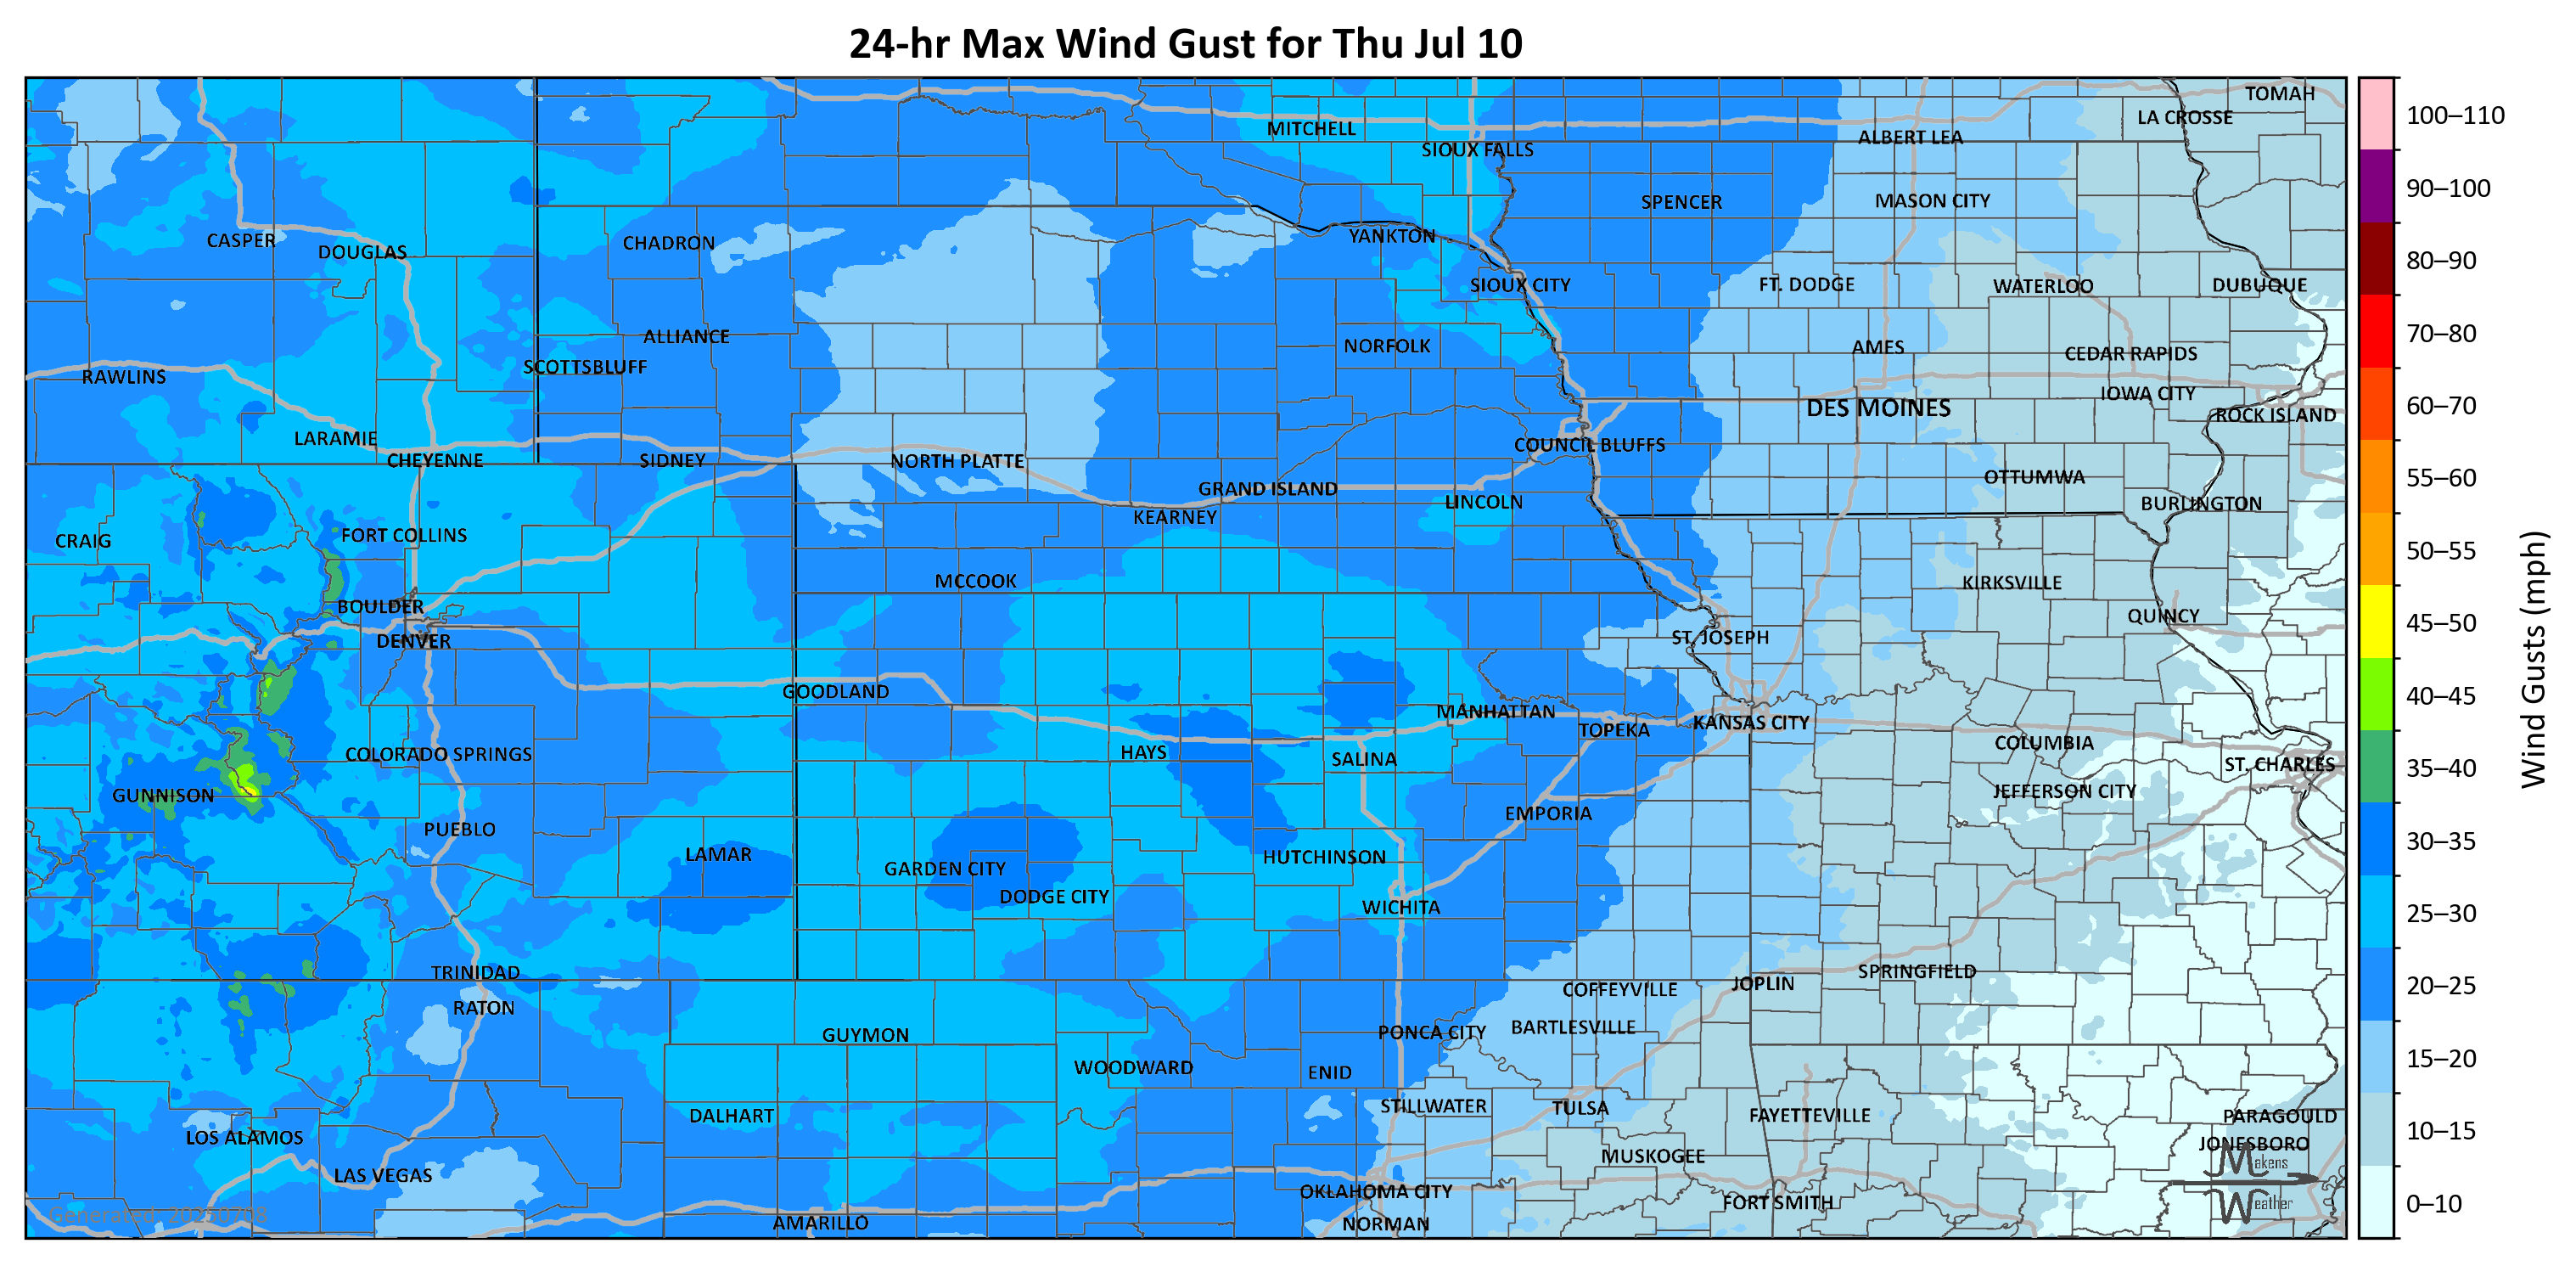 24-hr Max Wind Gust for Thu Jul 10
TOMAH
LA CROSSE
MITCHELL
ALBERT LEA
SIOUX FALLS
SPENCER
MASON CITY
CASPER
DOUGLAS
CHADRON
YANKTON
SIOUX CITY
FT. DODGE
WATERLOO
DUBUQUE
ALLIANCE
NORFOLK
AMES
CEDAR RAPIDS
SCOTTSBLUFF
RAWLINS
IOWA CITY
DES MOINES
ROCK ISLAND
LARAMIE
COUNCIL BLUFFS
CHEYENNE
SIDNEY
NORTH PLATTE
OTTUMWA
GRAND ISLAND
LINCOLN
BURLINGTON
KEARNEY
CRAIG
FORT COLLINS
MCCOOK
KIRKSVILLE
BOULDER
QUINCY
DENVER
ST. JOSEPH
GOODLAND
MANHATTAN
TOPEKA
KANSAS CITY
COLORADO SPRINGS
HAYS
SALINA
COLUMBIA
ST. CHARLES
GUNNISON
JEFFERSON CITY
EMPORIA
PUEBLO
LAMAR
GARDEN CITY
HUTCHINSON
DODGE CITY
WICHITA
TRINIDAD
SPRINGFIELD
JOPLIN
COFFEYVILLE
RATON
GUYMON
PONCA CITY
BARTLESVILLE
WOODWARD
ENID
STILLWATER
TULSA
DALHART
FAYETTEVILLE
PARAGOULD
LOS ALAMOS
JONESBORO
MUSKOGEE
LAS VEGAS
OKLAHOMA CITY
FORT SMITH
AMARILLO
NORMAN
Generated: 20250708
Makens
Weather
100–110
90–100
80–90
70–80
60–70
55–60
50–55
45–50
40–45
35–40
30–35
25–30
20–25
15–20
10–15
0–10
Wind Gusts (mph)